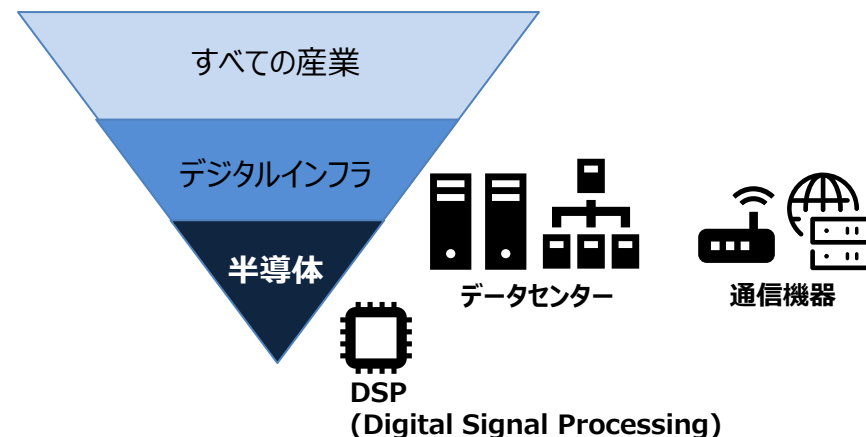 すべての産業
デジタルインフラ
半導体
データセンター
通信機器
DSP
(Digital Signal Processing)